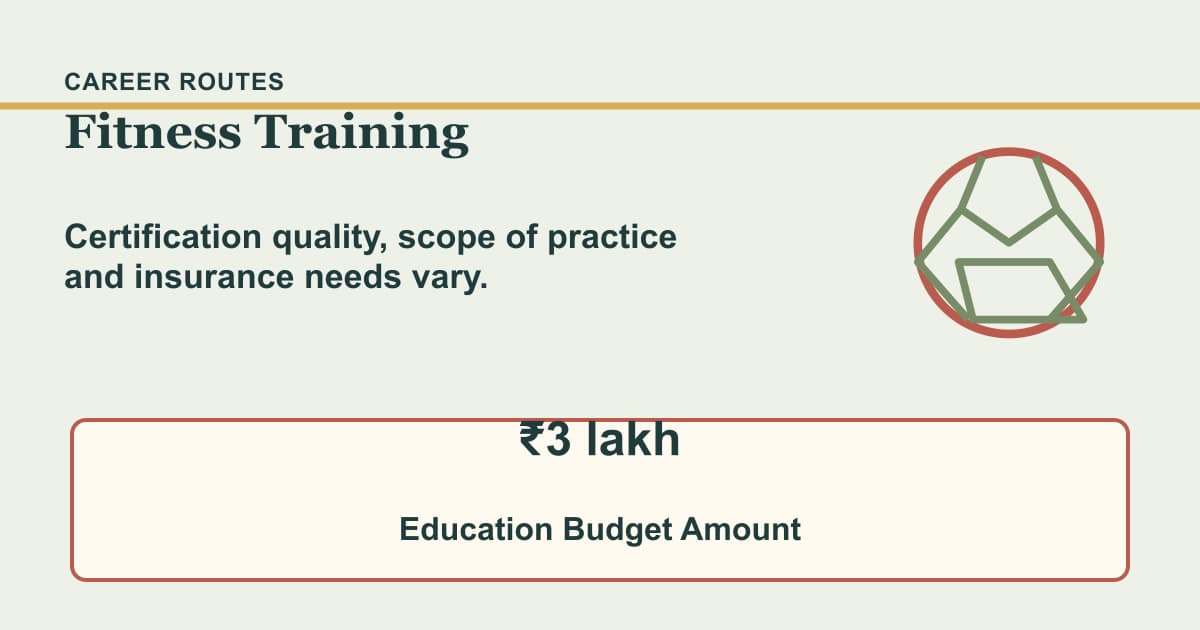 CAREER ROUTES
Fitness Training
Certification quality, scope of practice
and insurance needs vary.
₹3 lakh
Education Budget Amount